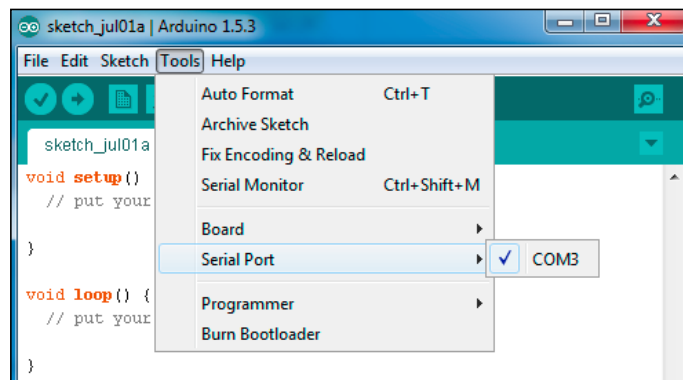 sketch_jul01a | Arduino 1.5.3
File Edit Sketch Tools Help
sketch_jul01a
Auto Format Ctrl+T
Archive Sketch
Fix Encoding & Reload
Serial Monitor Ctrl+Shift+M
Board
Serial Port
COM3
Programmer
Burn Bootloader
void setup()
// put your
}
void loop() {
// put your
}